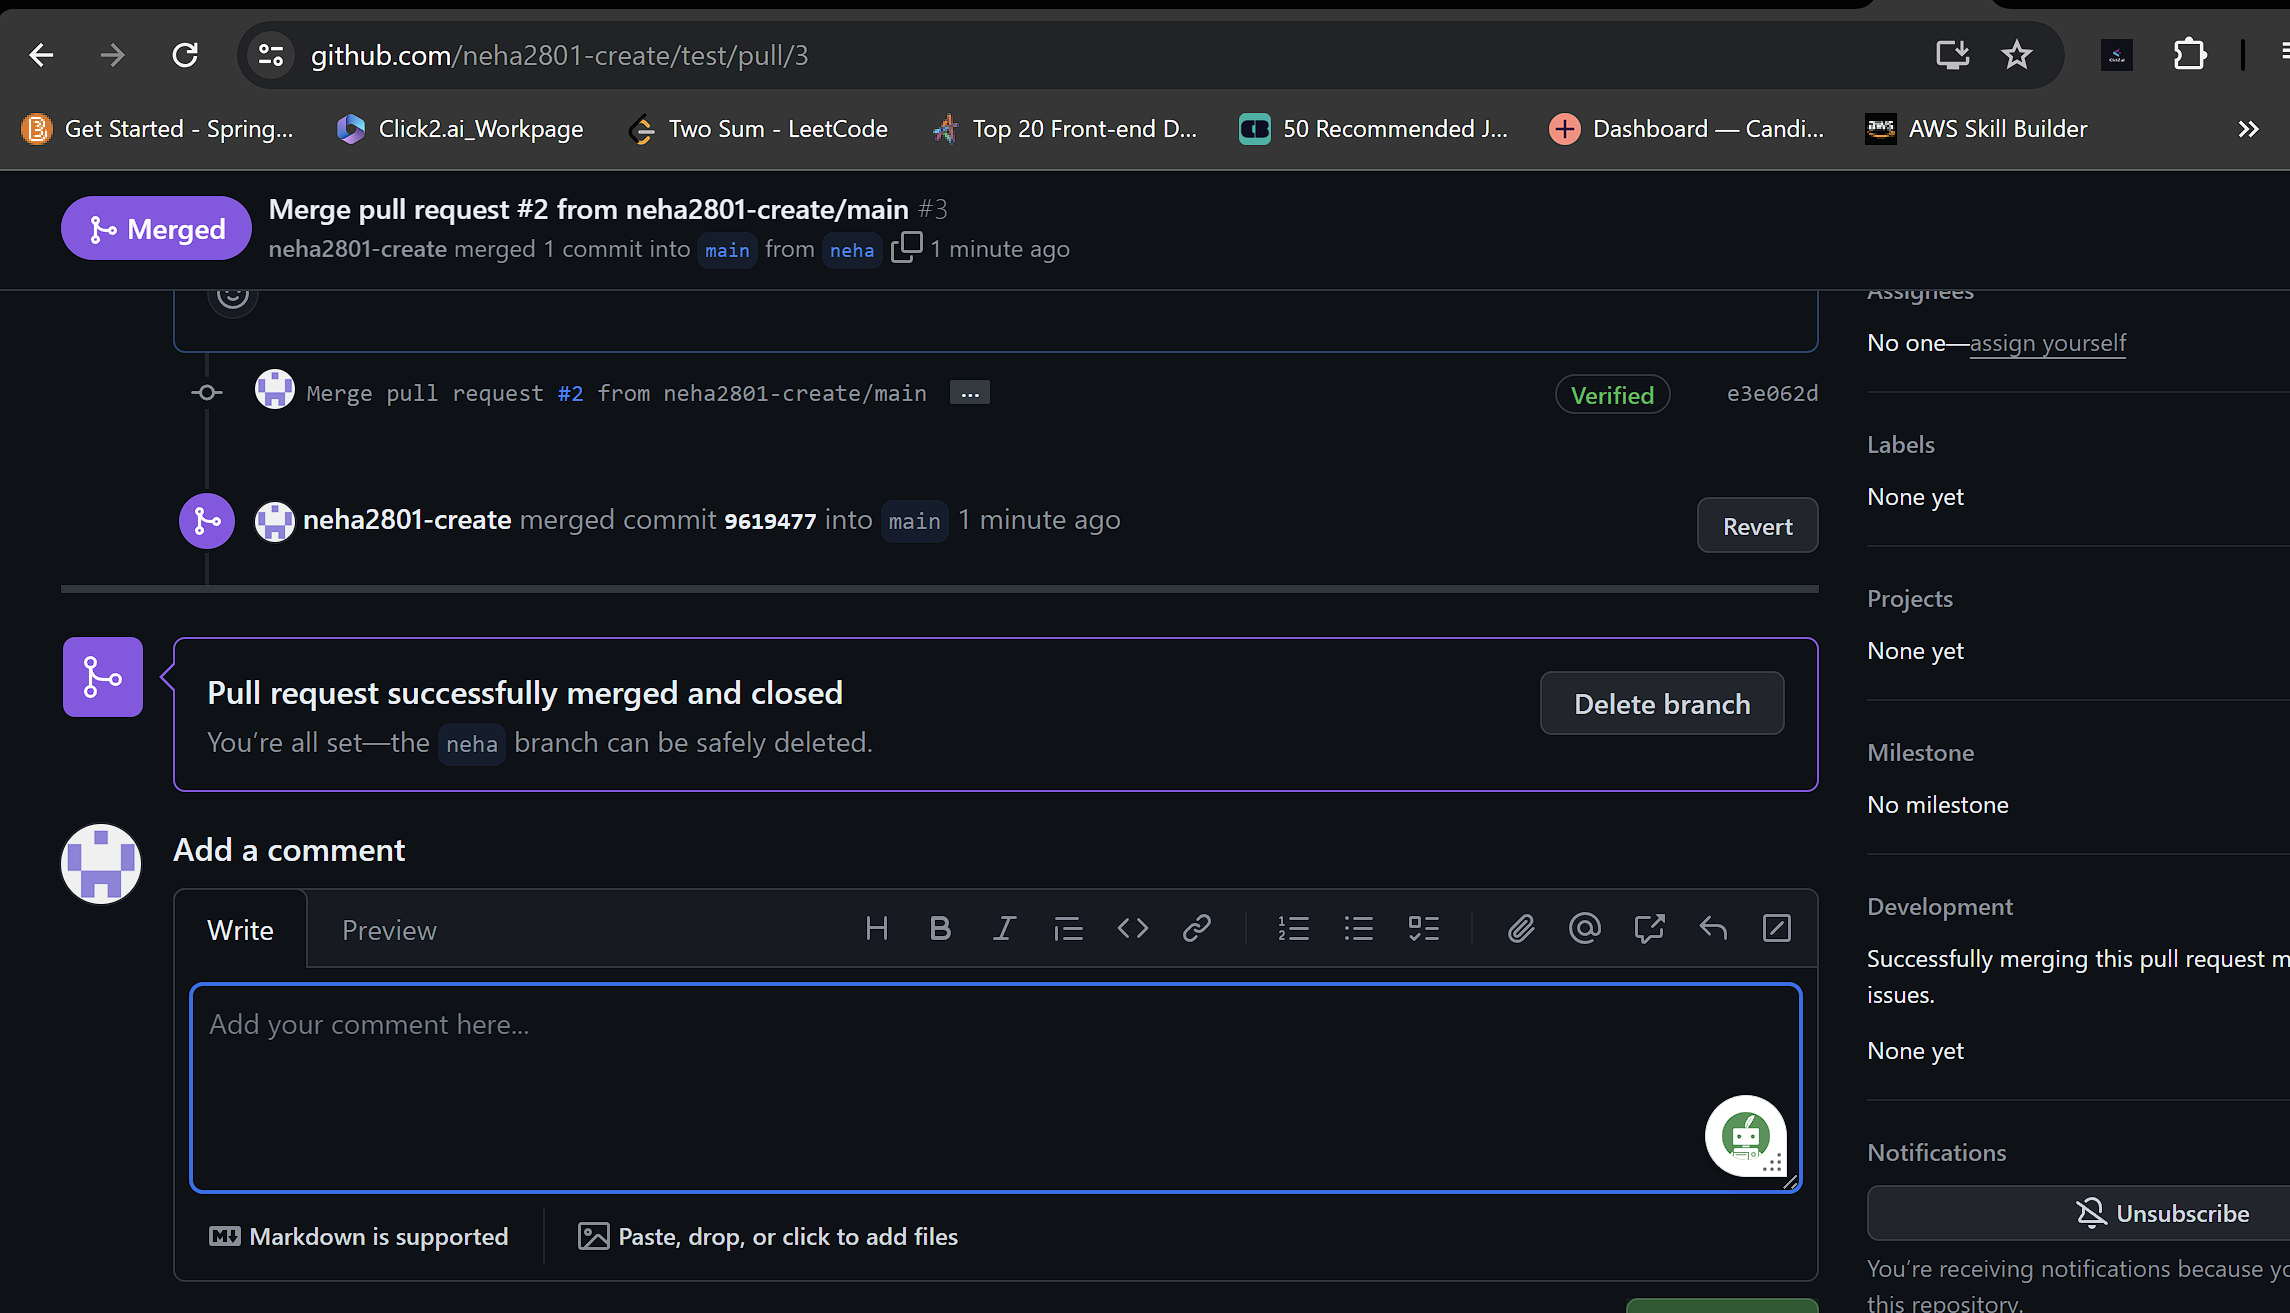 github.com/neha2801-create/test/pull/3
Get Started - Spring...
Click2.ai_Workpage
Two Sum - LeetCode
Top 20 Front-end D...
50 Recommended J...
Dashboard — Candi...
AWS Skill Builder
Merged
Merge pull request #2 from neha2801-create/main #3
neha2801-create merged 1 commit into main from neha 1 minute ago
Merge pull request #2 from neha2801-create/main ...
Verified
e3e062d
neha2801-create merged commit 9619477 into main 1 minute ago
Revert
Pull request successfully merged and closed
You're all set—the neha branch can be safely deleted.
Delete branch
Add a comment
Write
Preview
Add your comment here...
Markdown is supported
Paste, drop, or click to add files
Assignees
No one—assign yourself
Labels
None yet
Projects
None yet
Milestone
No milestone
Development
Successfully merging this pull request m
issues.
None yet
Notifications
Unsubscribe
You're receiving notifications because yo
this repository.